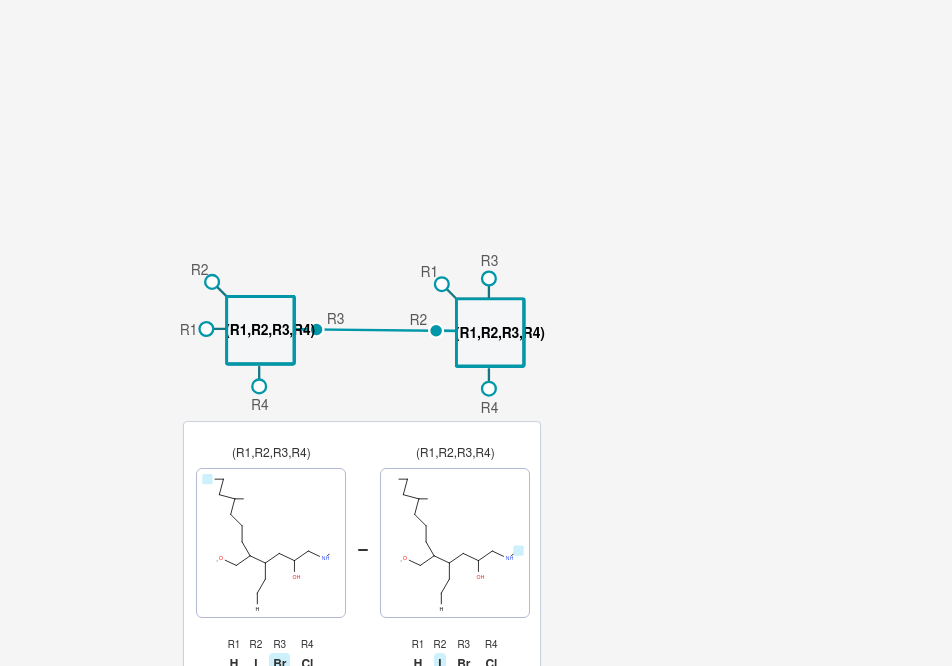 R2
R1
(R1,R2,R3,R4)
R3
R4
R3
R1
R2
(R1,R2,R3,R4)
R4
(R1,R2,R3,R4)
(R1,R2,R3,R4)
O
OH
NH
H
O
OH
NH
H
R1 R2 R3 R4
R1 R2 R3 R4
H I Br Cl
H I Br Cl